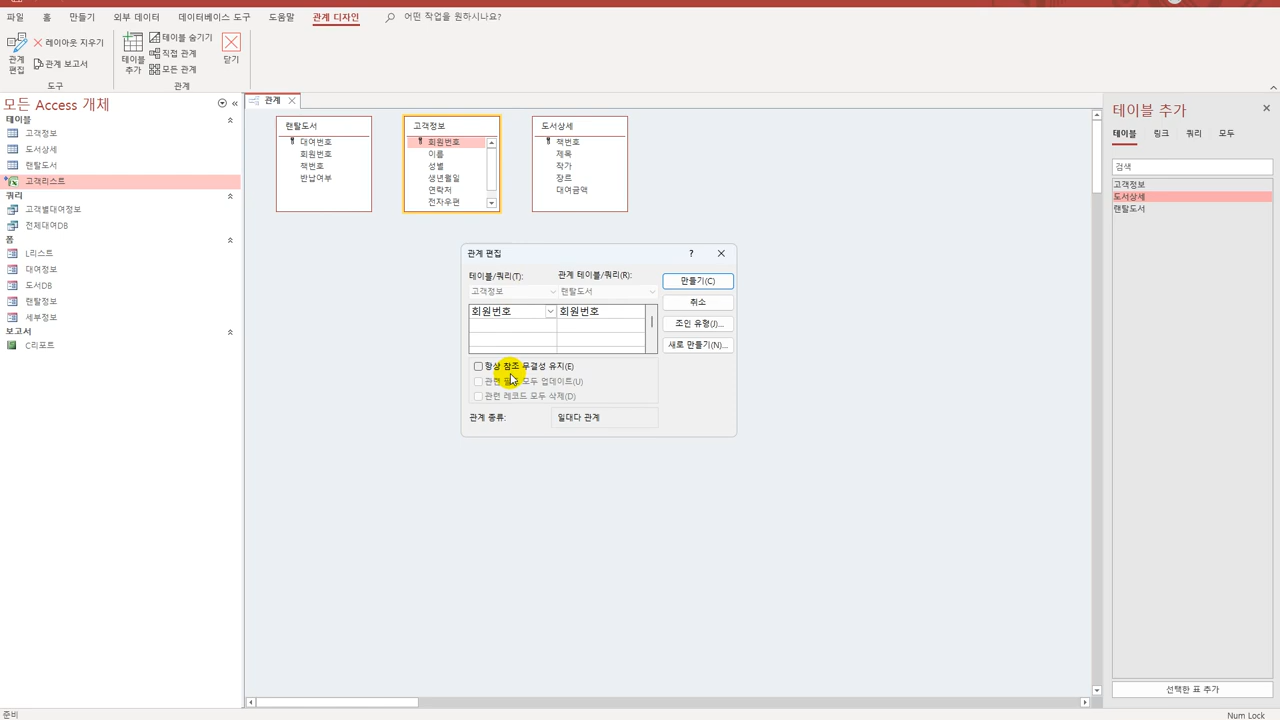 파일 홈 만들기 외부 데이터 데이터베이스 도구 도움말 관계 디자인 어떤 작업을 원하시나요?
관계 편집
레이아웃 지우기
관계 보고서
도구
테이블 추가
테이블 숨기기
직접 관계
모든 관계
닫기
관계
모든 Access 개체
테이블
고객정보
도서상세
랜탈도서
고객리스트
쿼리
고객별대여정보
전체대여DB
폼
L리스트
대여정보
도서DB
랜탈정보
세부정보
보고서
C리포트
관계
랜탈도서
대여번호
회원번호
책번호
반납여부
고객정보
회원번호
이름
성별
생년월일
연락저
전자우편
도서상세
책번호
제목
작가
장르
대여금액
관계 편집
? ×
테이블/쿼리(T): 관계 테이블/쿼리(R):
고객정보 랜탈도서
회원번호 회원번호
만들기(C)
취소
조인 유형(J)...
새로 만들기(N)...
항상 참조 무결성 유지(E)
관련 필드 모두 업데이트(U)
관련 레코드 모두 삭제(D)
관계 종류: 일대다 관계
테이블 추가
테이블 링크 쿼리 모두
검색
고객정보
도서상세
랜탈도서
선택한 표 추가
준비
Num Lock